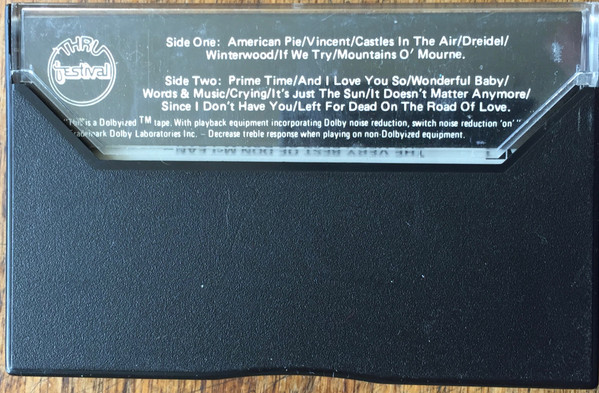 THRU
festival
Side One: American Pie/Vincent/Castles In The Air/Dreidel/
Winterwood/If We Try/Mountains O' Mourne.
Side Two: Prime Time/And I Love You So/Wonderful Baby/
Words & Music/Crying/It's Just The Sun/It Doesn't Matter Anymore/
Since I Don't Have You/Left For Dead On The Road Of Love.
"This" is a Dolbyized TM tape. With playback equipment incorporating Dolby noise reduction, switch noise reduction 'on' "
Trademark Dolby Laboratories Inc. – Decrease treble response when playing on non-Dolbyized equipment.
THE VERY BEST OF DON McLEAN